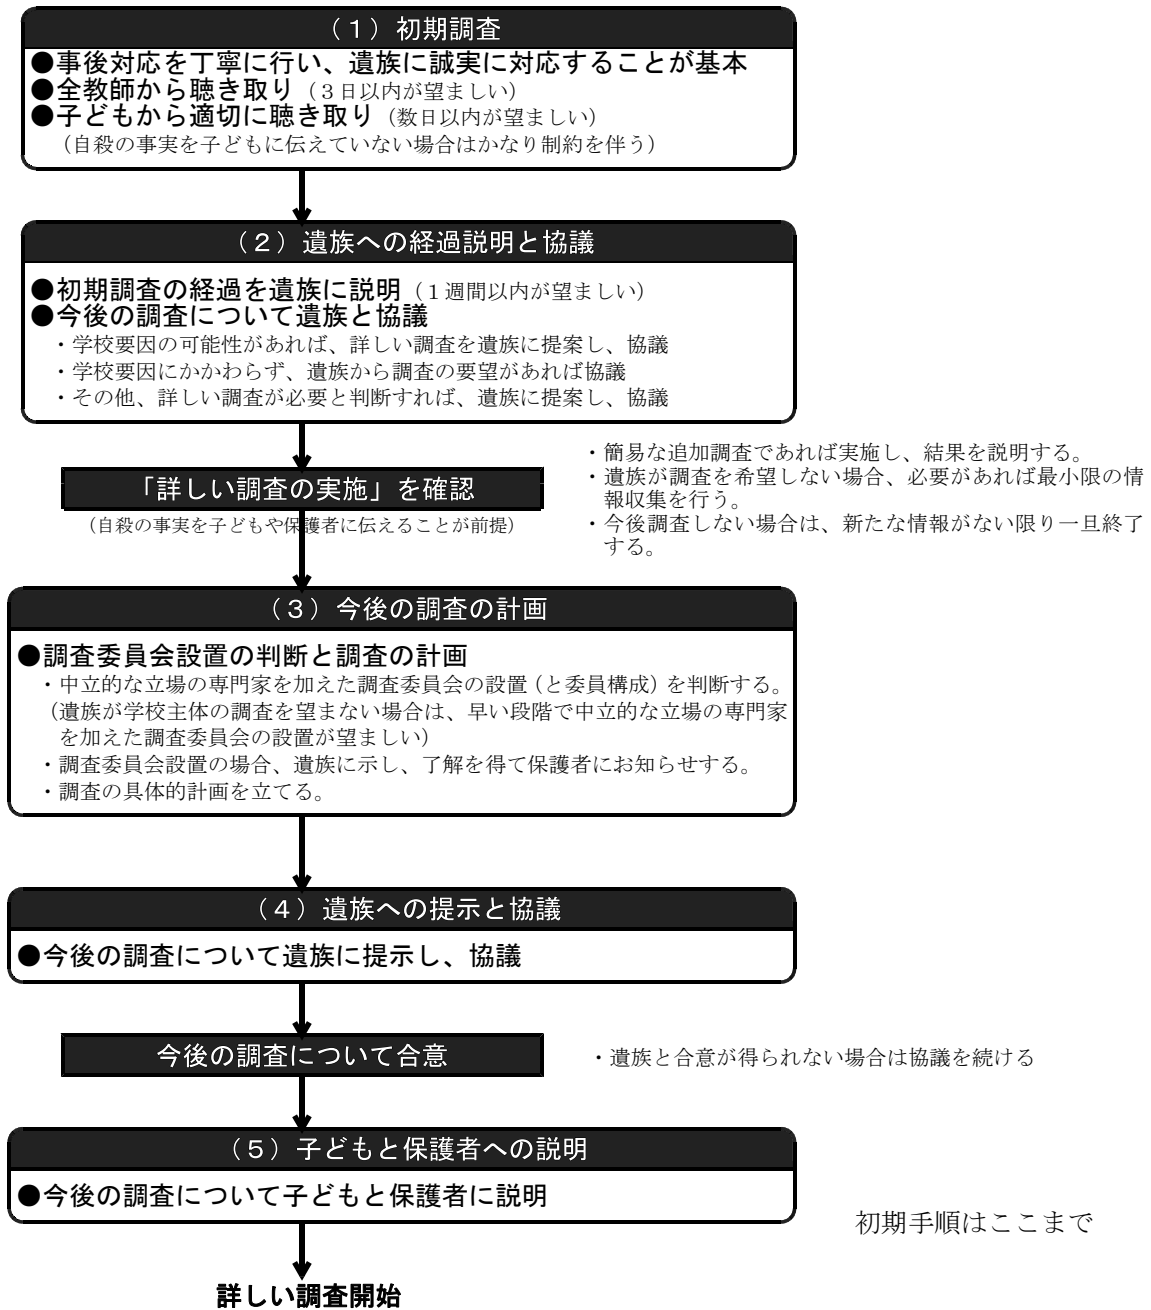 （１）初期調査
●事後対応を丁寧に行い、遺族に誠実に対応することが基本
●全教師から聴き取り（３日以内が望ましい）
●子どもから適切に聴き取り（数日以内が望ましい）
（自殺の事実を子どもに伝えていない場合はかなり制約を伴う）
（２）遺族への経過説明と協議
●初期調査の経過を遺族に説明（１週間以内が望ましい）
●今後の調査について遺族と協議
・学校要因の可能性があれば、詳しい調査を遺族に提案し、協議
・学校要因にかかわらず、遺族から調査の要望があれば協議
・その他、詳しい調査が必要と判断すれば、遺族に提案し、協議
「詳しい調査の実施」を確認
（自殺の事実を子どもや保護者に伝えることが前提）
・簡易な追加調査であれば実施し、結果を説明する。
・遺族が調査を希望しない場合、必要があれば最小限の情
報収集を行う。
・今後調査しない場合は、新たな情報がない限り一旦終了
する。
（３）今後の調査の計画
●調査委員会設置の判断と調査の計画
・中立的な立場の専門家を加えた調査委員会の設置（と委員構成）を判断する。
（遺族が学校主体の調査を望まない場合は、早い段階で中立的な立場の専門家
を加えた調査委員会の設置が望ましい）
・調査委員会設置の場合、遺族に示し、了解を得て保護者にお知らせする。
・調査の具体的計画を立てる。
（４）遺族への提示と協議
●今後の調査について遺族に提示し、協議
今後の調査について合意
・遺族と合意が得られない場合は協議を続ける
（５）子どもと保護者への説明
●今後の調査について子どもと保護者に説明
初期手順はここまで
詳しい調査開始